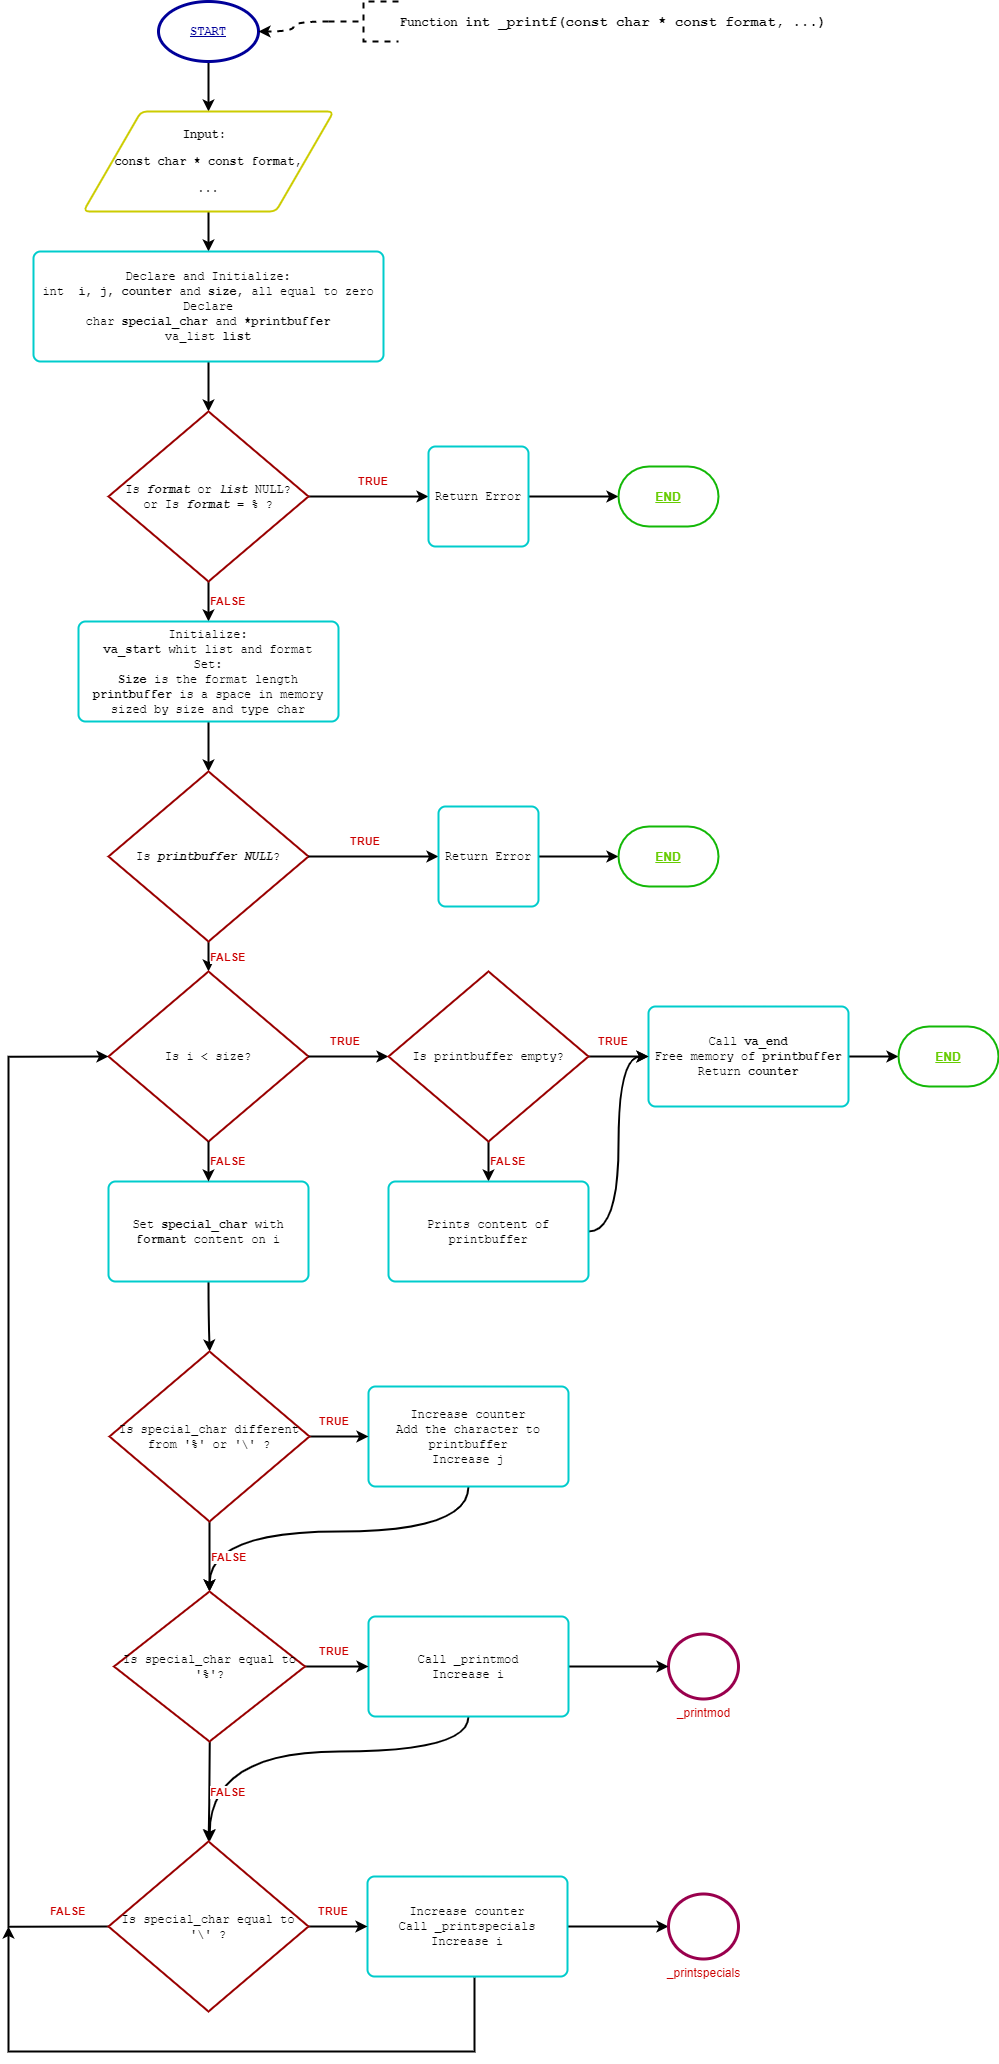 START
Function int _printf(const char * const format, ...)
Input:
const char * const format,
...
Declare and Initialize:
int  i, j, counter and size, all equal to zero
Declare
char special_char and *printbuffer
va_list list
Is format or List NULL?
or Is format = % ?
TRUE
Return Error
END
FALSE
Initialize:
va_start whit list and format
Set:
Size is the format length
printbuffer is a space in memory
sized by size and type char
Is printbuffer NULL?
TRUE
Return Error
END
FALSE
Is i < size?
TRUE
Is printbuffer empty?
TRUE
Call va_end
Free memory of printbuffer
Return counter
END
FALSE
FALSE
Set special_char with
formant content on i
Prints content of
printbuffer
Is special_char different
from '%' or '\' ?
TRUE
Increase counter
Add the character to
printbuffer
Increase j
FALSE
Is special_char equal to
'%'?
TRUE
Call _printmod
Increase i
_printmod
FALSE
FALSE
Is special_char equal to
'\' ?
TRUE
Increase counter
Call _printspecials
Increase i
_printspecials